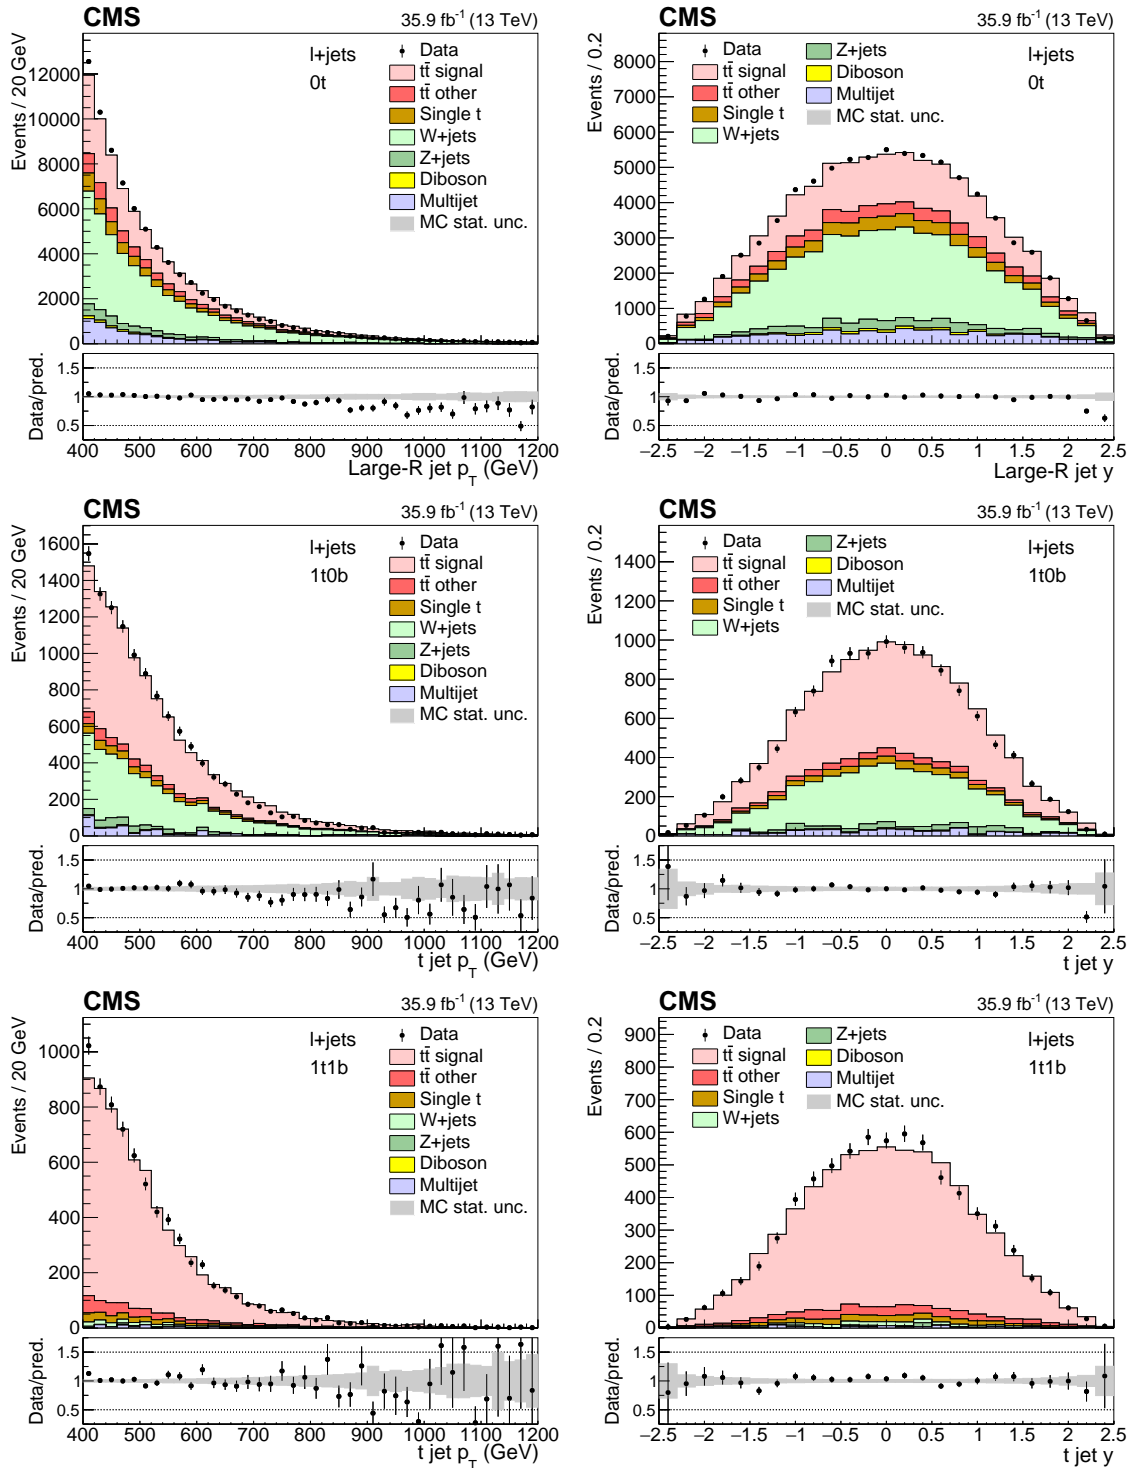 CMS 35.9 fb⁻¹ (13 TeV)
Events / 20 GeV
12000
10000
8000
6000
4000
2000
0
Data
tt̄ signal
tt̄ other
Single t
W+jets
Z+jets
Diboson
Multijet
MC stat. unc.
l+jets
0t
Data/pred.
1.5
1
0.5
400 500 600 700 800 900 1000 1100 1200
Large-R jet p_T (GeV)
CMS 35.9 fb⁻¹ (13 TeV)
Events / 0.2
8000
7000
6000
5000
4000
3000
2000
1000
0
Data
tt̄ signal
tt̄ other
Single t
W+jets
Z+jets
Diboson
Multijet
MC stat. unc.
l+jets
0t
Data/pred.
1.5
1
0.5
−2.5 −2 −1.5 −1 −0.5 0 0.5 1 1.5 2 2.5
Large-R jet y
CMS 35.9 fb⁻¹ (13 TeV)
Events / 20 GeV
1600
1400
1200
1000
800
600
400
200
0
Data
tt̄ signal
tt̄ other
Single t
W+jets
Z+jets
Diboson
Multijet
MC stat. unc.
l+jets
1t0b
Data/pred.
1.5
1
0.5
400 500 600 700 800 900 1000 1100 1200
t jet p_T (GeV)
CMS 35.9 fb⁻¹ (13 TeV)
Events / 0.2
1400
1200
1000
800
600
400
200
0
Data
tt̄ signal
tt̄ other
Single t
W+jets
Z+jets
Diboson
Multijet
MC stat. unc.
l+jets
1t0b
Data/pred.
1.5
1
0.5
−2.5 −2 −1.5 −1 −0.5 0 0.5 1 1.5 2 2.5
t jet y
CMS 35.9 fb⁻¹ (13 TeV)
Events / 20 GeV
1000
800
600
400
200
0
Data
tt̄ signal
tt̄ other
Single t
W+jets
Z+jets
Diboson
Multijet
MC stat. unc.
l+jets
1t1b
Data/pred.
1.5
1
0.5
400 500 600 700 800 900 1000 1100 1200
t jet p_T (GeV)
CMS 35.9 fb⁻¹ (13 TeV)
Events / 0.2
900
800
700
600
500
400
300
200
100
0
Data
tt̄ signal
tt̄ other
Single t
W+jets
Z+jets
Diboson
Multijet
MC stat. unc.
l+jets
1t1b
Data/pred.
1.5
1
0.5
−2.5 −2 −1.5 −1 −0.5 0 0.5 1 1.5 2 2.5
t jet y